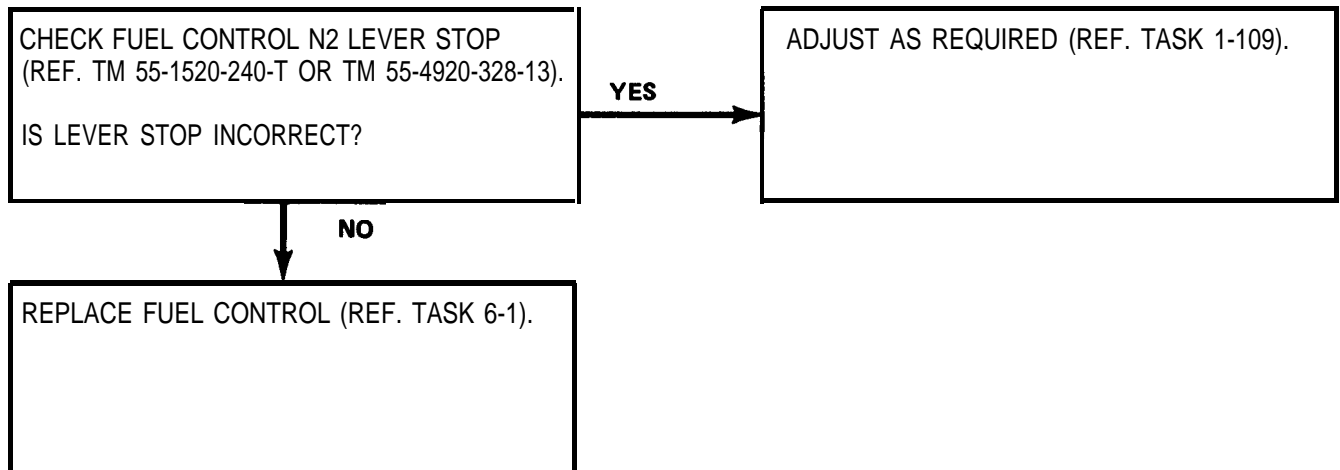 CHECK FUEL CONTROL N2 LEVER STOP
(REF. TM 55-1520-240-T OR TM 55-4920-328-13).
IS LEVER STOP INCORRECT?
YES
ADJUST AS REQUIRED (REF. TASK 1-109).
NO
REPLACE FUEL CONTROL (REF. TASK 6-1).